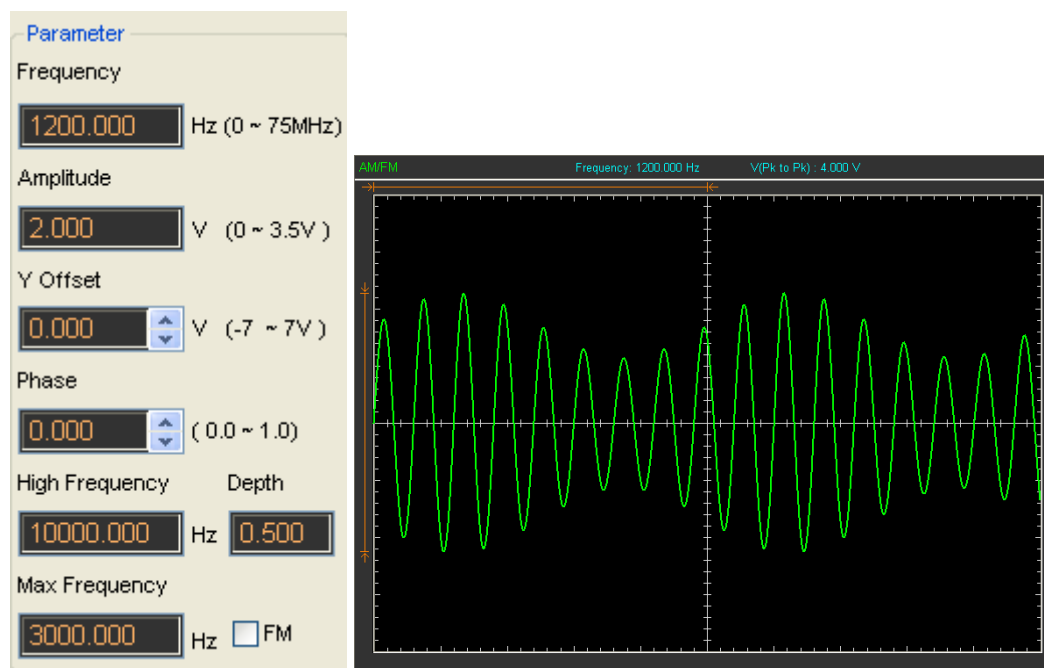 Parameter
Frequency
1200.000 Hz (0 ~ 75MHz)
Amplitude
2.000 V (0 ~ 3.5V )
Y Offset
0.000 V (-7 ~ 7V )
Phase
0.000 ( 0.0 ~ 1.0)
High Frequency Depth
10000.000 Hz 0.500
Max Frequency
3000.000 Hz FM
AM/FM Frequency: 1200.000 Hz V(Pk to Pk) : 4.000 V